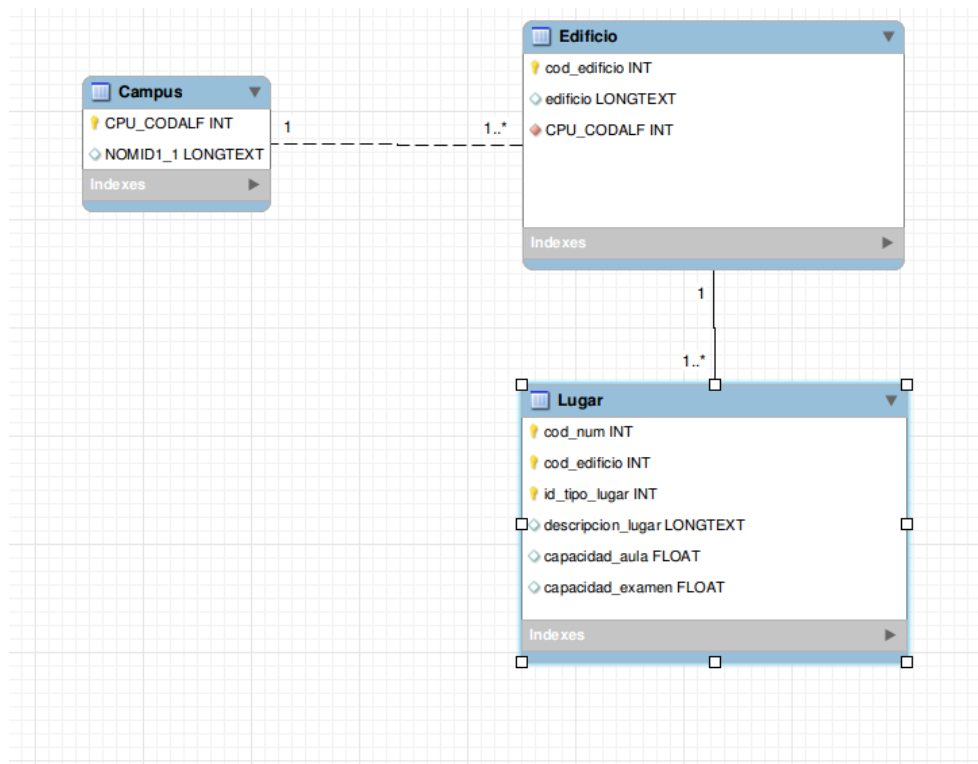 Campus
CPU_CODALF INT
NOMID1_1 LONGTEXT
Indexes
1
1..*
Edificio
cod_edificio INT
edificio LONGTEXT
CPU_CODALF INT
Indexes
1
1..*
Lugar
cod_num INT
cod_edificio INT
id_tipo_lugar INT
descripcion_lugar LONGTEXT
capacidad_aula FLOAT
capacidad_examen FLOAT
Indexes